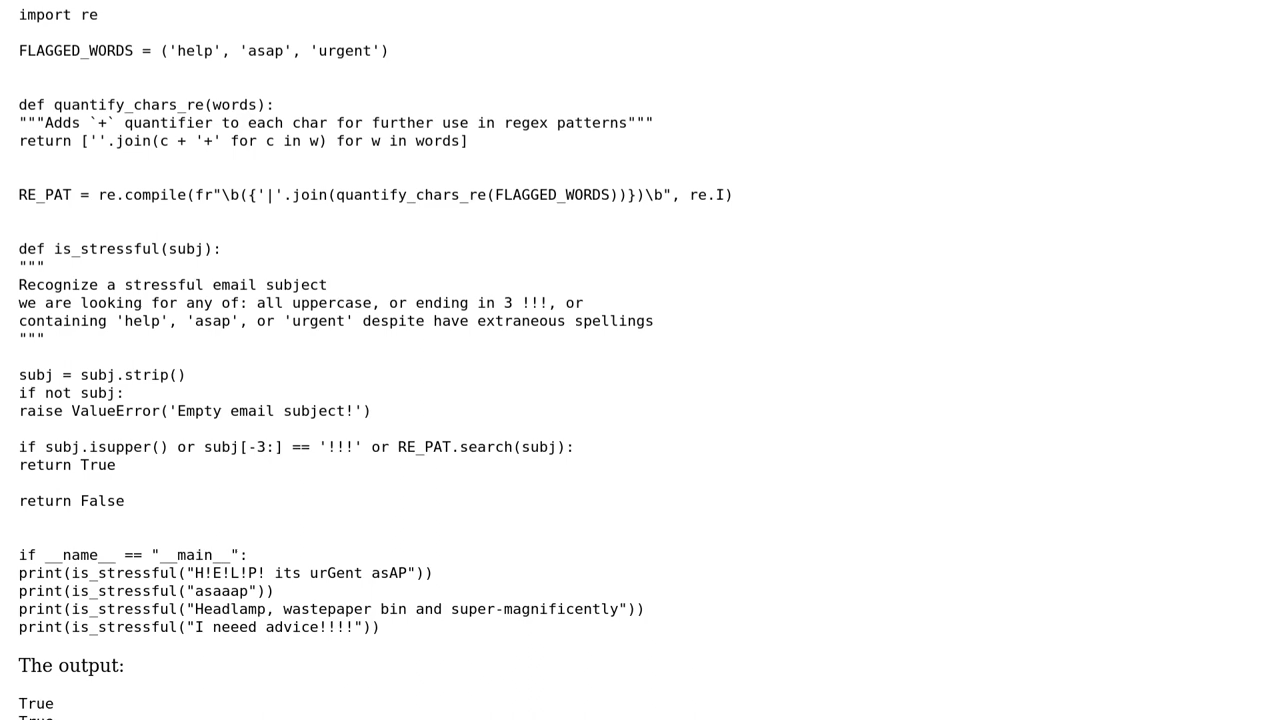 import re
FLAGGED_WORDS = ('help', 'asap', 'urgent')
def quantify_chars_re(words):
"""Adds `+` quantifier to each char for further use in regex patterns"""
return [''.join(c + '+' for c in w) for w in words]
RE_PAT = re.compile(fr"\b({'|'.join(quantify_chars_re(FLAGGED_WORDS))})\b", re.I)
def is_stressful(subj):
"""
Recognize a stressful email subject
we are looking for any of: all uppercase, or ending in 3 !!!, or
containing 'help', 'asap', or 'urgent' despite have extraneous spellings
"""
subj = subj.strip()
if not subj:
raise ValueError('Empty email subject!')
if subj.isupper() or subj[-3:] == '!!!' or RE_PAT.search(subj):
return True
return False
if __name__ == "__main__":
print(is_stressful("H!E!L!P! its urGent asAP"))
print(is_stressful("asaaap"))
print(is_stressful("Headlamp, wastepaper bin and super-magnificently"))
print(is_stressful("I neeed advice!!!!"))
The output:
True
True